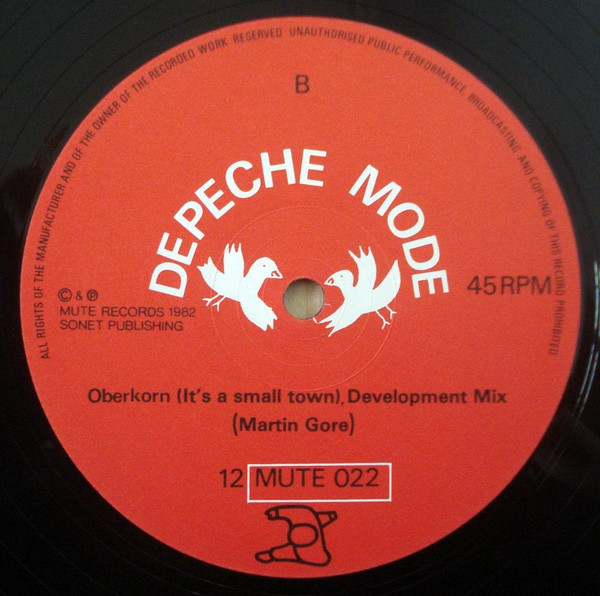 ALL RIGHTS OF THE MANUFACTURER AND OF THE OWNER OF THE RECORDED WORK RESERVED UNAUTHORISED PUBLIC PERFORMANCE BROADCASTING AND COPYING OF THIS RECORD PROHIBITED
B
DEPECHE MODE
45 RPM
© & ℗
MUTE RECORDS 1982
SONET PUBLISHING
Oberkorn (It's a small town), Development Mix
(Martin Gore)
12 MUTE 022